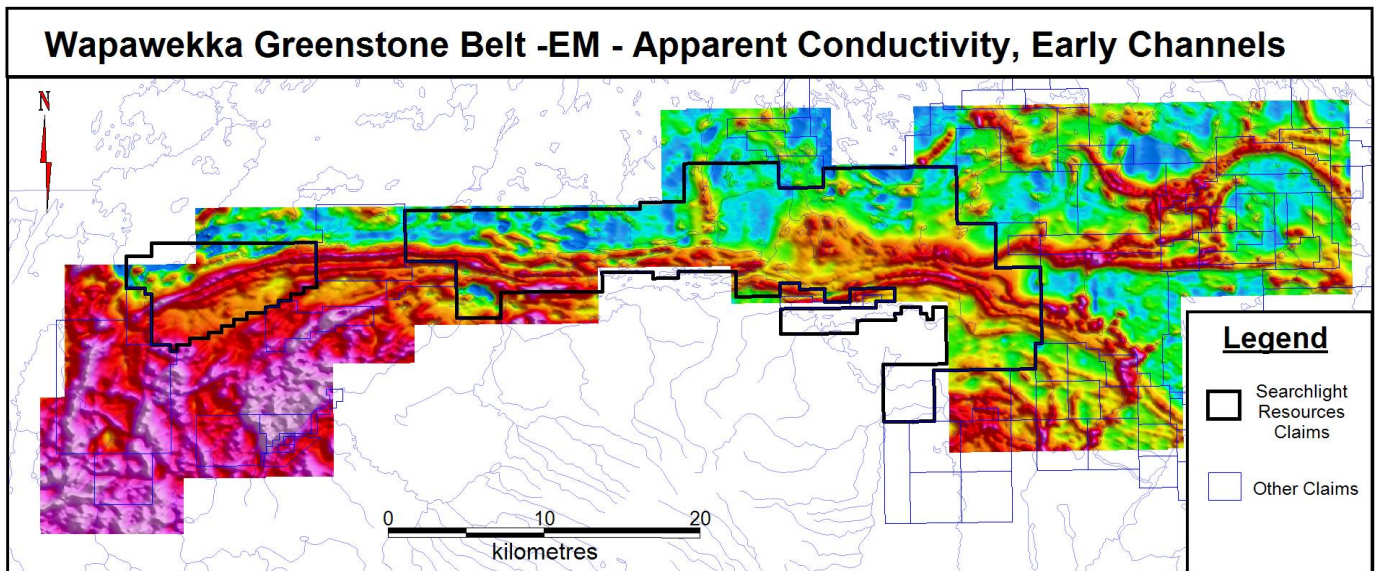 Wapawekka Greenstone Belt -EM - Apparent Conductivity, Early Channels
N
Legend
Searchlight
Resources
Claims
Other Claims
0 10 20
kilometres